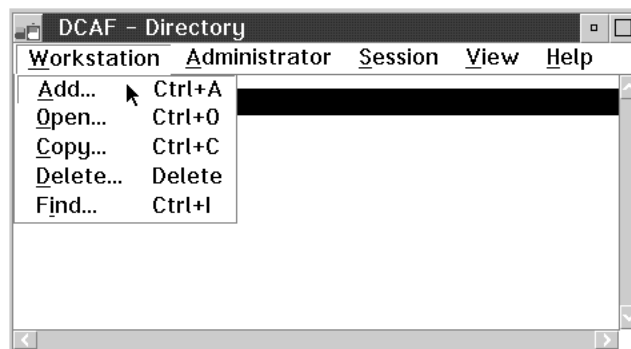 DCAF - Directory
Workstation Administrator Session View Help
Add... Ctrl+A
Open... Ctrl+O
Copy... Ctrl+C
Delete... Delete
Find... Ctrl+I